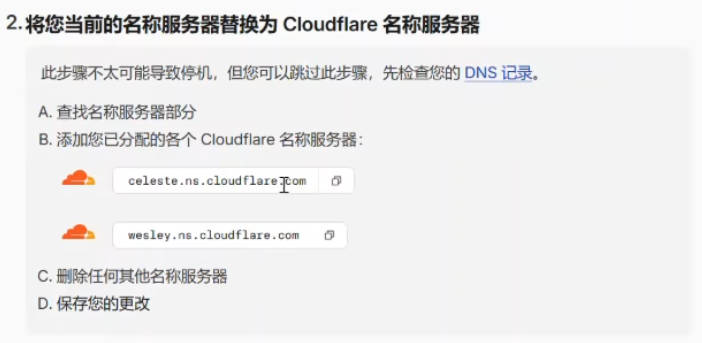 2. 将您当前的名称服务器替换为 Cloudflare 名称服务器
此步骤不太可能导致停机，但您可以跳过此步骤，先检查您的 DNS 记录。
A. 查找名称服务器部分
B. 添加您已分配的各个 Cloudflare 名称服务器：
celeste.ns.cloudflare.com
wesley.ns.cloudflare.com
C. 删除任何其他名称服务器
D. 保存您的更改